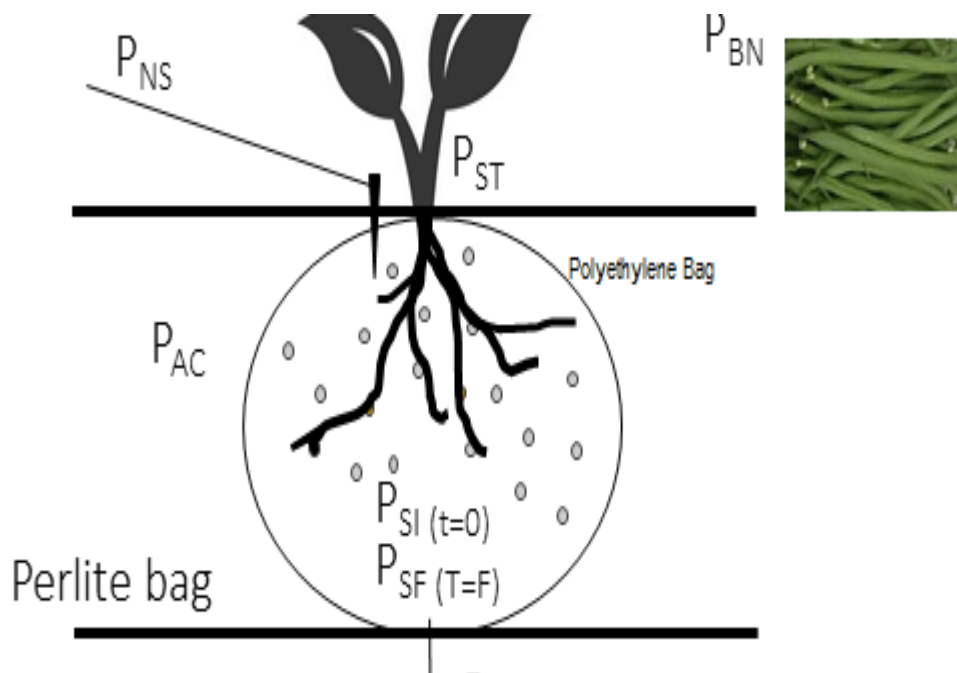 P_BN
P_NS
P_ST
Polyethylene Bag
P_AC
P_SI (t=0)
P_SF (T=F)
Perlite bag